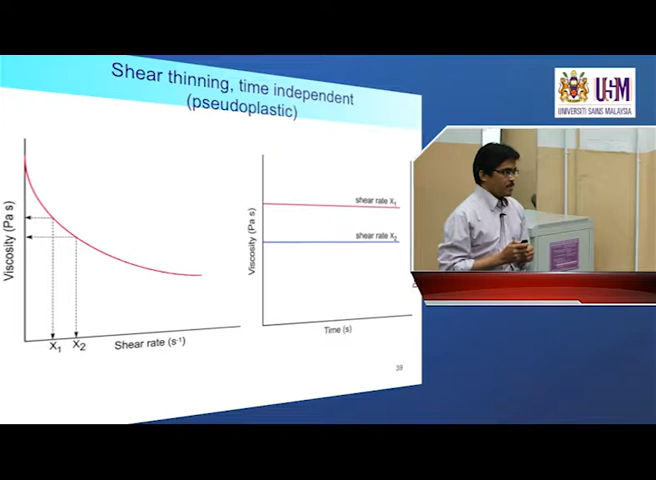 Shear thinning, time independent
(pseudoplastic)
USM
UNIVERSITI SAINS MALAYSIA
Viscosity (Pa s)
X1 X2
Shear rate (s-1)
Viscosity (Pa s)
shear rate X1
shear rate X2
Time (s)
39